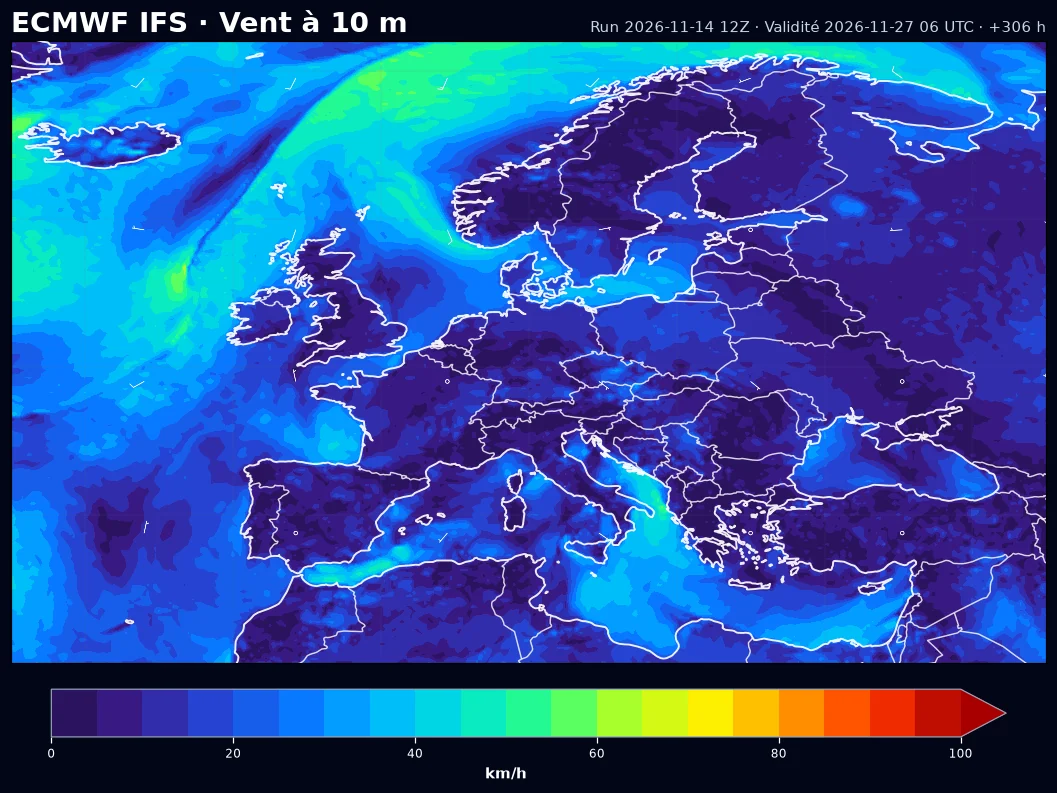 ECMWF IFS · Vent à 10 m
Run 2026-11-14 12Z · Validité 2026-11-27 06 UTC · +306 h
0 20 40 60 80 100
km/h